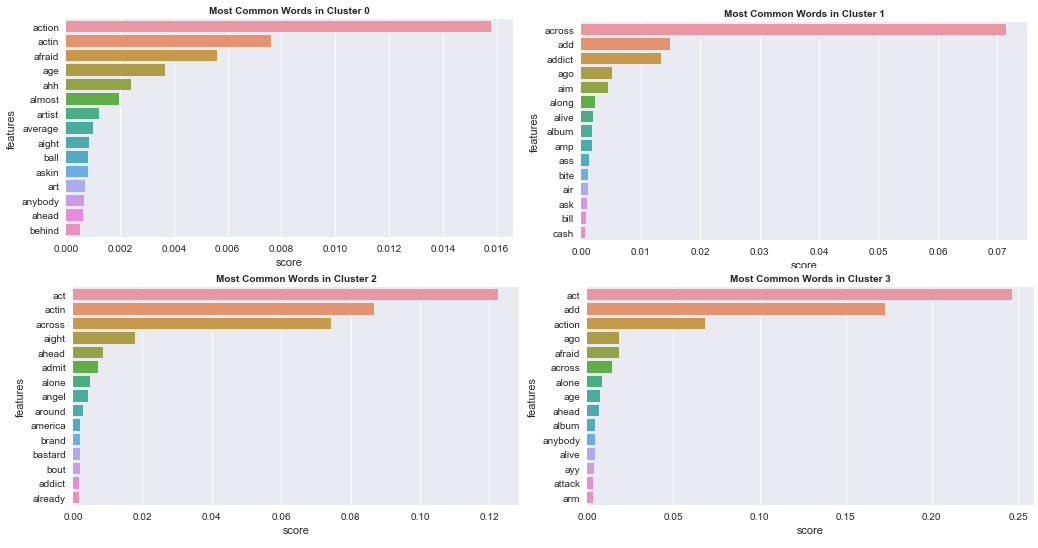 Most Common Words in Cluster 0
features
action
actin
afraid
age
ahh
almost
artist
average
aight
ball
askin
art
anybody
ahead
behind
0.000 0.002 0.004 0.006 0.008 0.010 0.012 0.014 0.016
score
Most Common Words in Cluster 1
features
across
add
addict
ago
aim
along
alive
album
amp
ass
bite
air
ask
bill
cash
0.00 0.01 0.02 0.03 0.04 0.05 0.06 0.07
score
Most Common Words in Cluster 2
features
act
actin
across
aight
ahead
admit
alone
angel
around
america
brand
bastard
bout
addict
already
0.00 0.02 0.04 0.06 0.08 0.10 0.12
score
Most Common Words in Cluster 3
features
act
add
action
ago
afraid
across
alone
age
ahead
album
anybody
alive
ayy
attack
arm
0.00 0.05 0.10 0.15 0.20 0.25
score